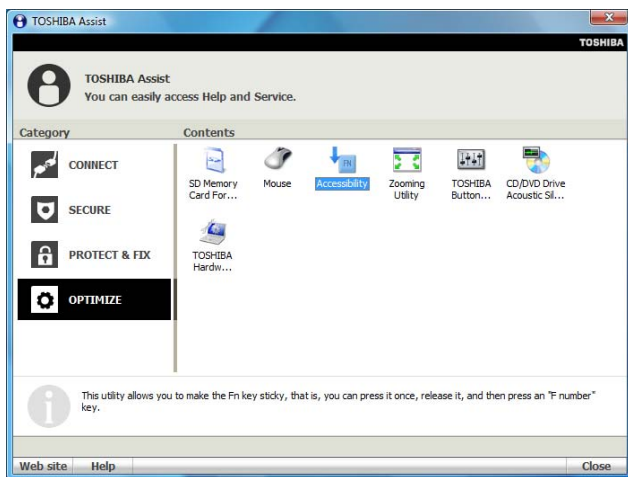 TOSHIBA Assist
TOSHIBA
TOSHIBA Assist
You can easily access Help and Service.
Category
Contents
CONNECT
SECURE
PROTECT & FIX
OPTIMIZE
SD Memory
Card For...
Mouse
FN
Accessibility
Zooming
Utility
TOSHIBA
Button...
CD/DVD Drive
Acoustic Sil...
TOSHIBA
Hardw...
This utility allows you to make the Fn key sticky, that is, you can press it once, release it, and then press an "F number"
key.
Web site
Help
Close